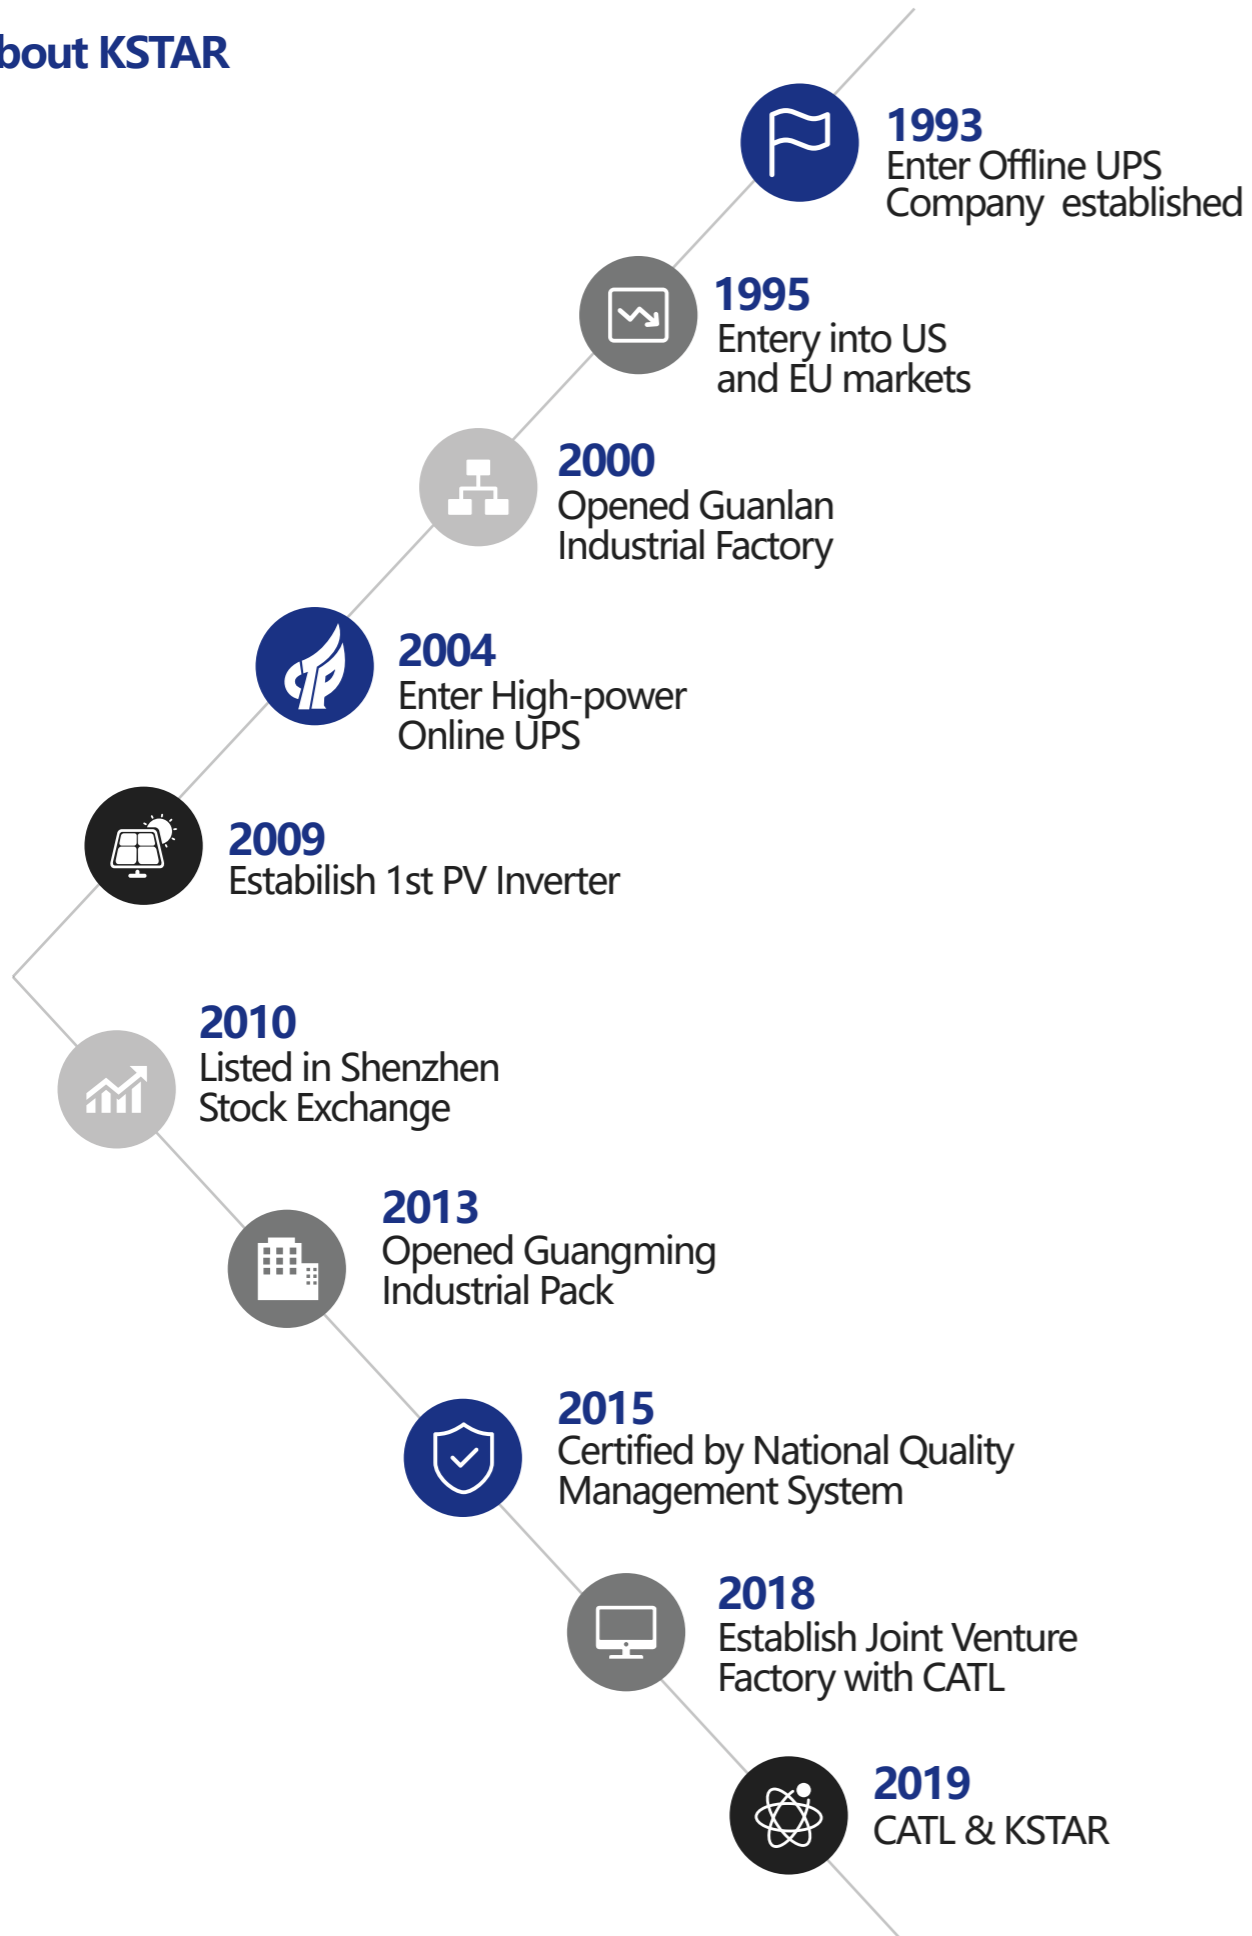 bout KSTAR
1993
Enter Offline UPS
Company established
1995
Entery into US
and EU markets
2000
Opened Guanlan
Industrial Factory
2004
Enter High-power
Online UPS
2009
Estabilish 1st PV Inverter
2010
Listed in Shenzhen
Stock Exchange
2013
Opened Guangming
Industrial Pack
2015
Certified by National Quality
Management System
2018
Establish Joint Venture
Factory with CATL
2019
CATL & KSTAR